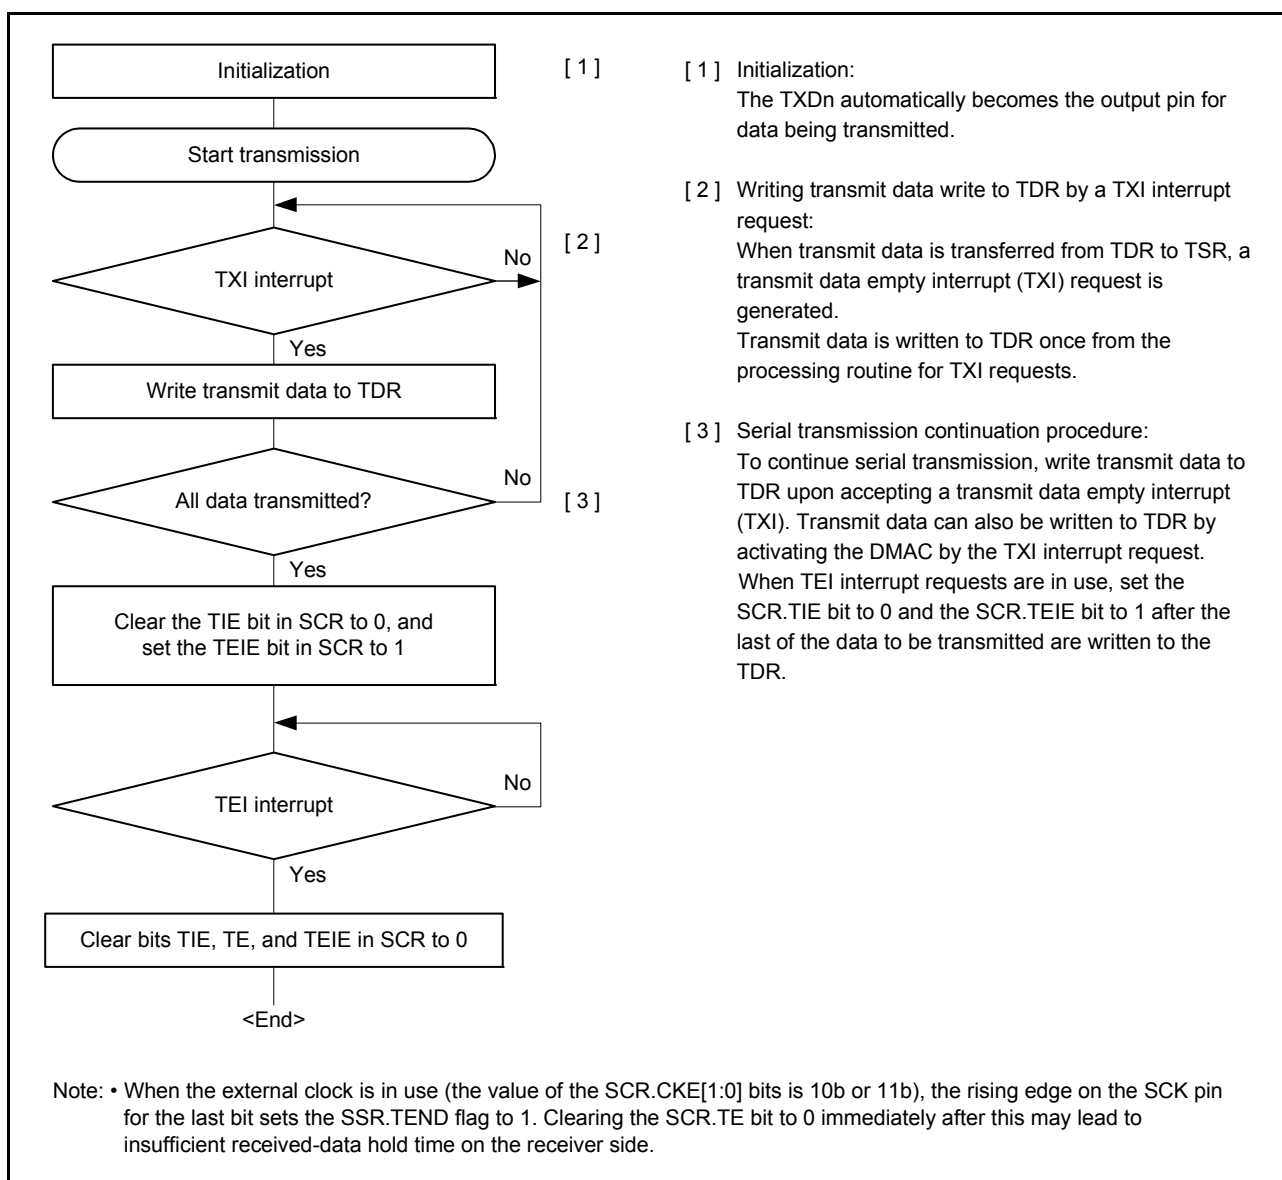 Initialization
[ 1 ]
Start transmission
[ 2 ]
TXI interrupt
No
Yes
Write transmit data to TDR
All data transmitted?
No
[ 3 ]
Yes
Clear the TIE bit in SCR to 0, and
set the TEIE bit in SCR to 1
TEI interrupt
No
Yes
Clear bits TIE, TE, and TEIE in SCR to 0
<End>
[ 1 ] Initialization:
The TXDn automatically becomes the output pin for
data being transmitted.
[ 2 ] Writing transmit data write to TDR by a TXI interrupt
request:
When transmit data is transferred from TDR to TSR, a
transmit data empty interrupt (TXI) request is
generated.
Transmit data is written to TDR once from the
processing routine for TXI requests.
[ 3 ] Serial transmission continuation procedure:
To continue serial transmission, write transmit data to
TDR upon accepting a transmit data empty interrupt
(TXI). Transmit data can also be written to TDR by
activating the DMAC by the TXI interrupt request.
When TEI interrupt requests are in use, set the
SCR.TIE bit to 0 and the SCR.TEIE bit to 1 after the
last of the data to be transmitted are written to the
TDR.
Note: • When the external clock is in use (the value of the SCR.CKE[1:0] bits is 10b or 11b), the rising edge on the SCK pin
for the last bit sets the SSR.TEND flag to 1. Clearing the SCR.TE bit to 0 immediately after this may lead to
insufficient received-data hold time on the receiver side.